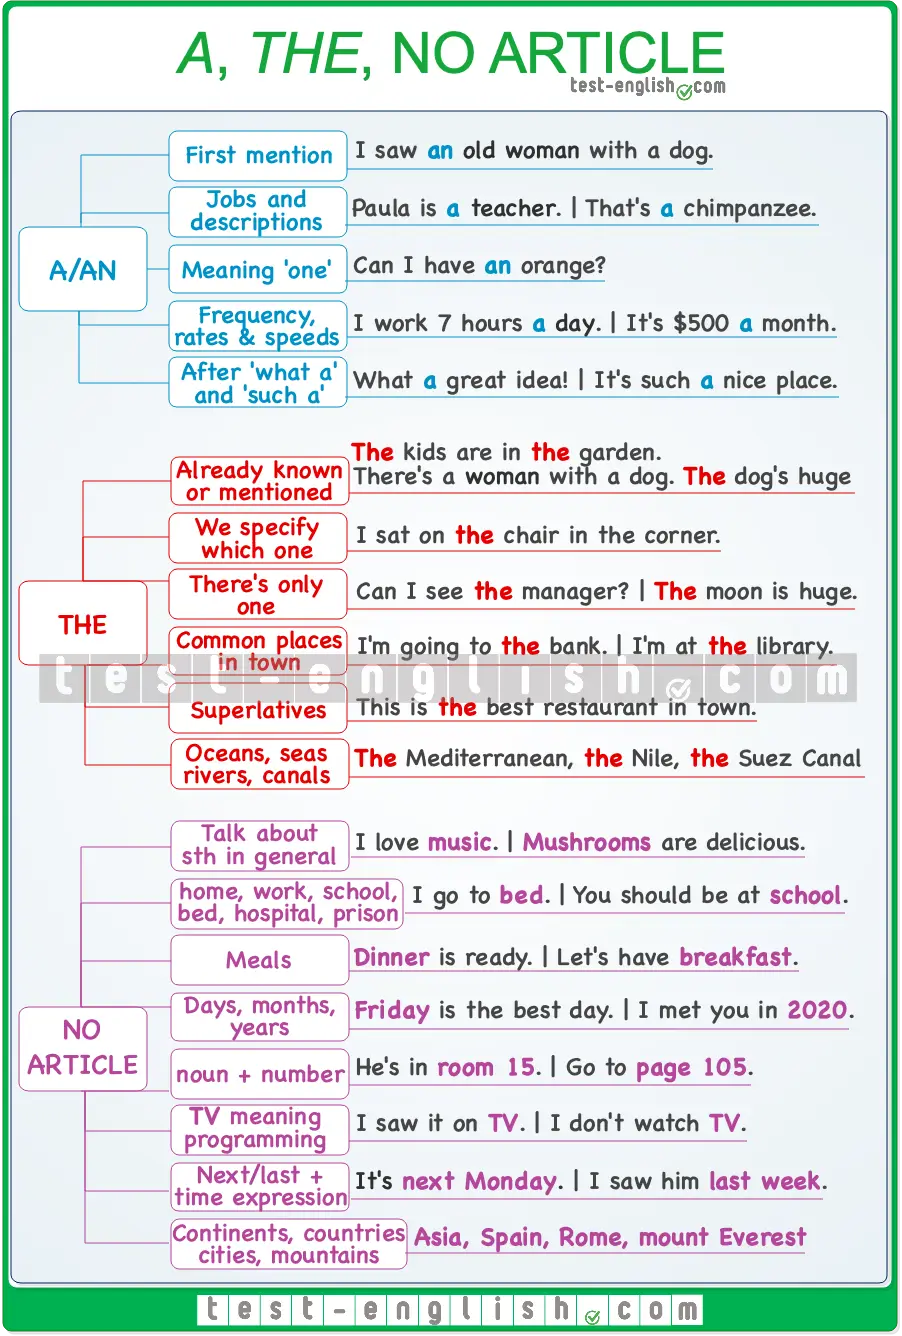 A, THE, NO ARTICLE
test-english.com
A/AN
First mention
I saw an old woman with a dog.
Jobs and
descriptions
Paula is a teacher. | That's a chimpanzee.
Meaning 'one'
Can I have an orange?
Frequency,
rates & speeds
I work 7 hours a day. | It's $500 a month.
After 'what a'
and 'such a'
What a great idea! | It's such a nice place.
THE
Already known
or mentioned
The kids are in the garden.
There's a woman with a dog. The dog's huge
We specify
which one
I sat on the chair in the corner.
There's only
one
Can I see the manager? | The moon is huge.
Common places
in town
I'm going to the bank. | I'm at the library.
test-english.com
Superlatives
This is the best restaurant in town.
Oceans, seas
rivers, canals
The Mediterranean, the Nile, the Suez Canal
NO
ARTICLE
Talk about
sth in general
I love music. | Mushrooms are delicious.
home, work, school,
bed, hospital, prison
I go to bed. | You should be at school.
Meals
Dinner is ready. | Let's have breakfast.
Days, months,
years
Friday is the best day. | I met you in 2020.
noun + number
He's in room 15. | Go to page 105.
TV meaning
programming
I saw it on TV. | I don't watch TV.
Next/last +
time expression
It's next Monday. | I saw him last week.
Continents, countries
cities, mountains
Asia, Spain, Rome, mount Everest
test-english.com